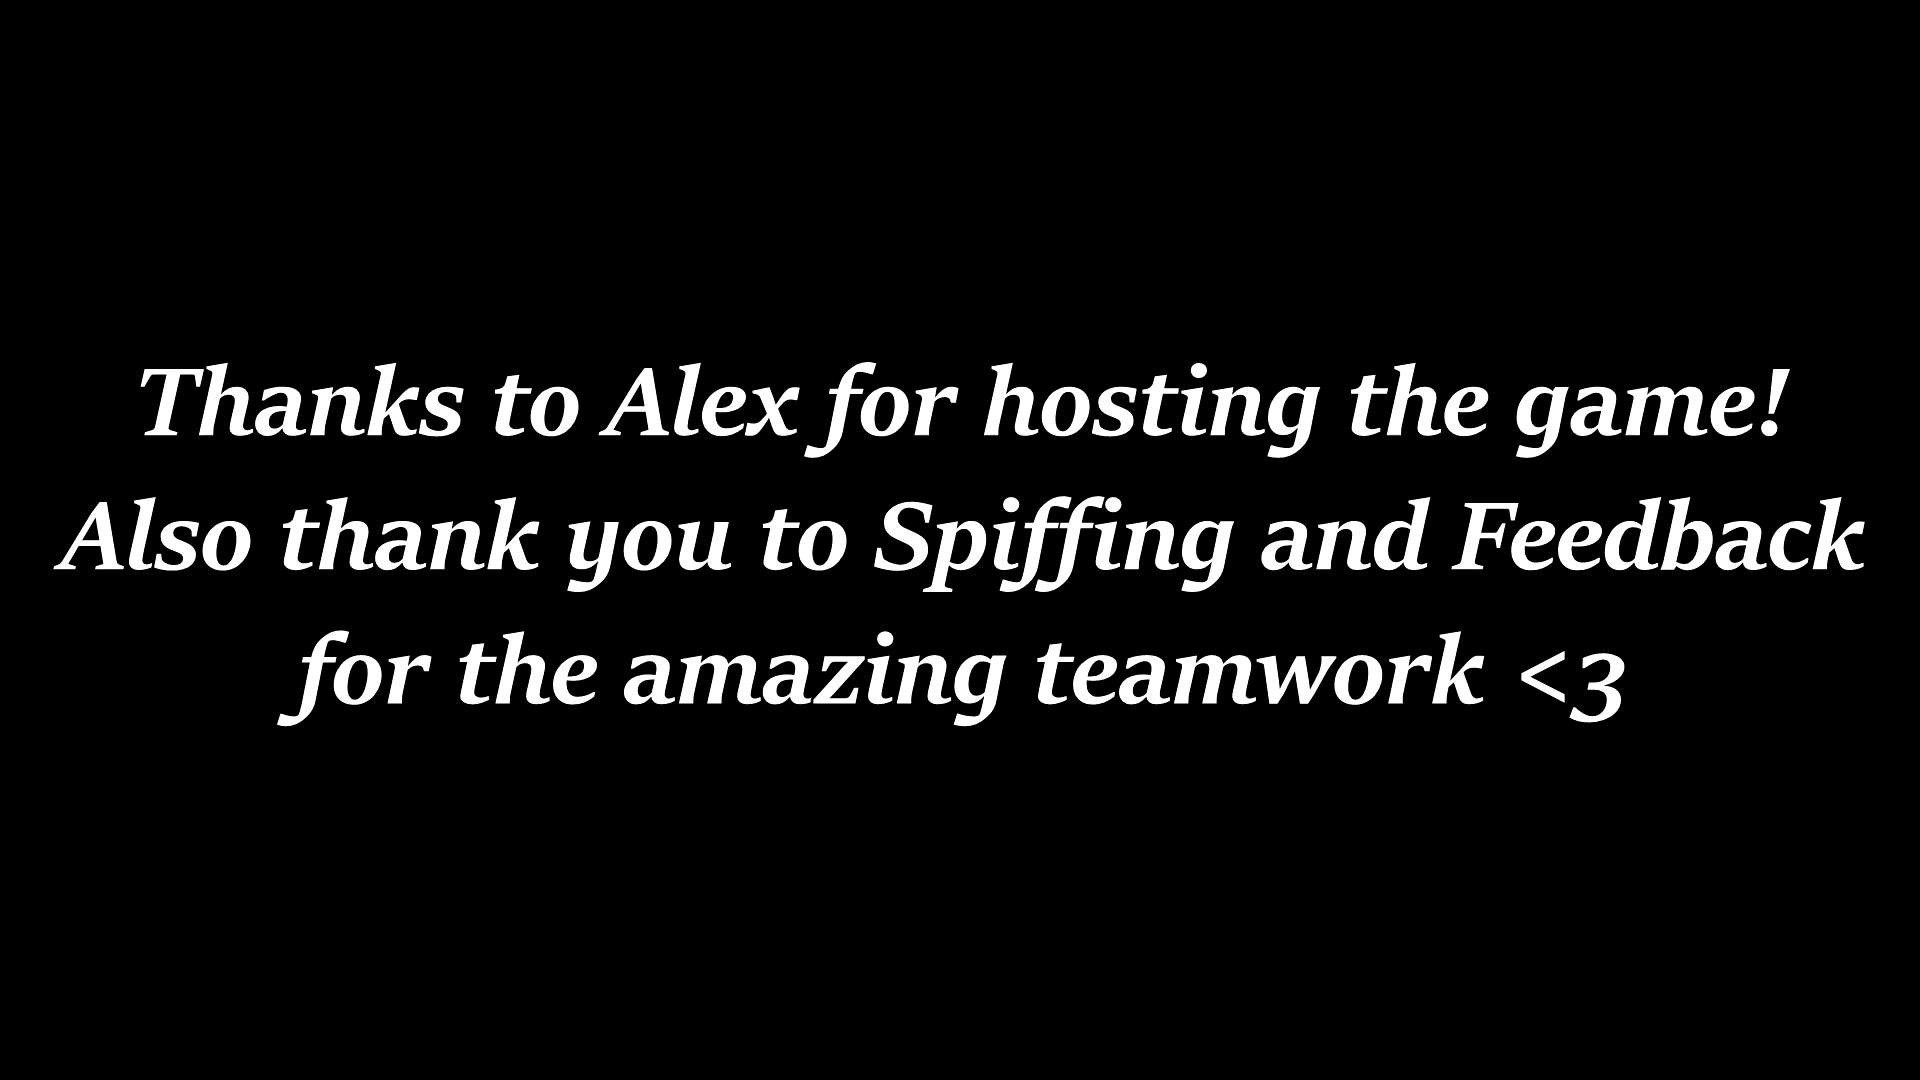 Thanks to Alex for hosting the game!
Also thank you to Spiffing and Feedback
for the amazing teamwork <3